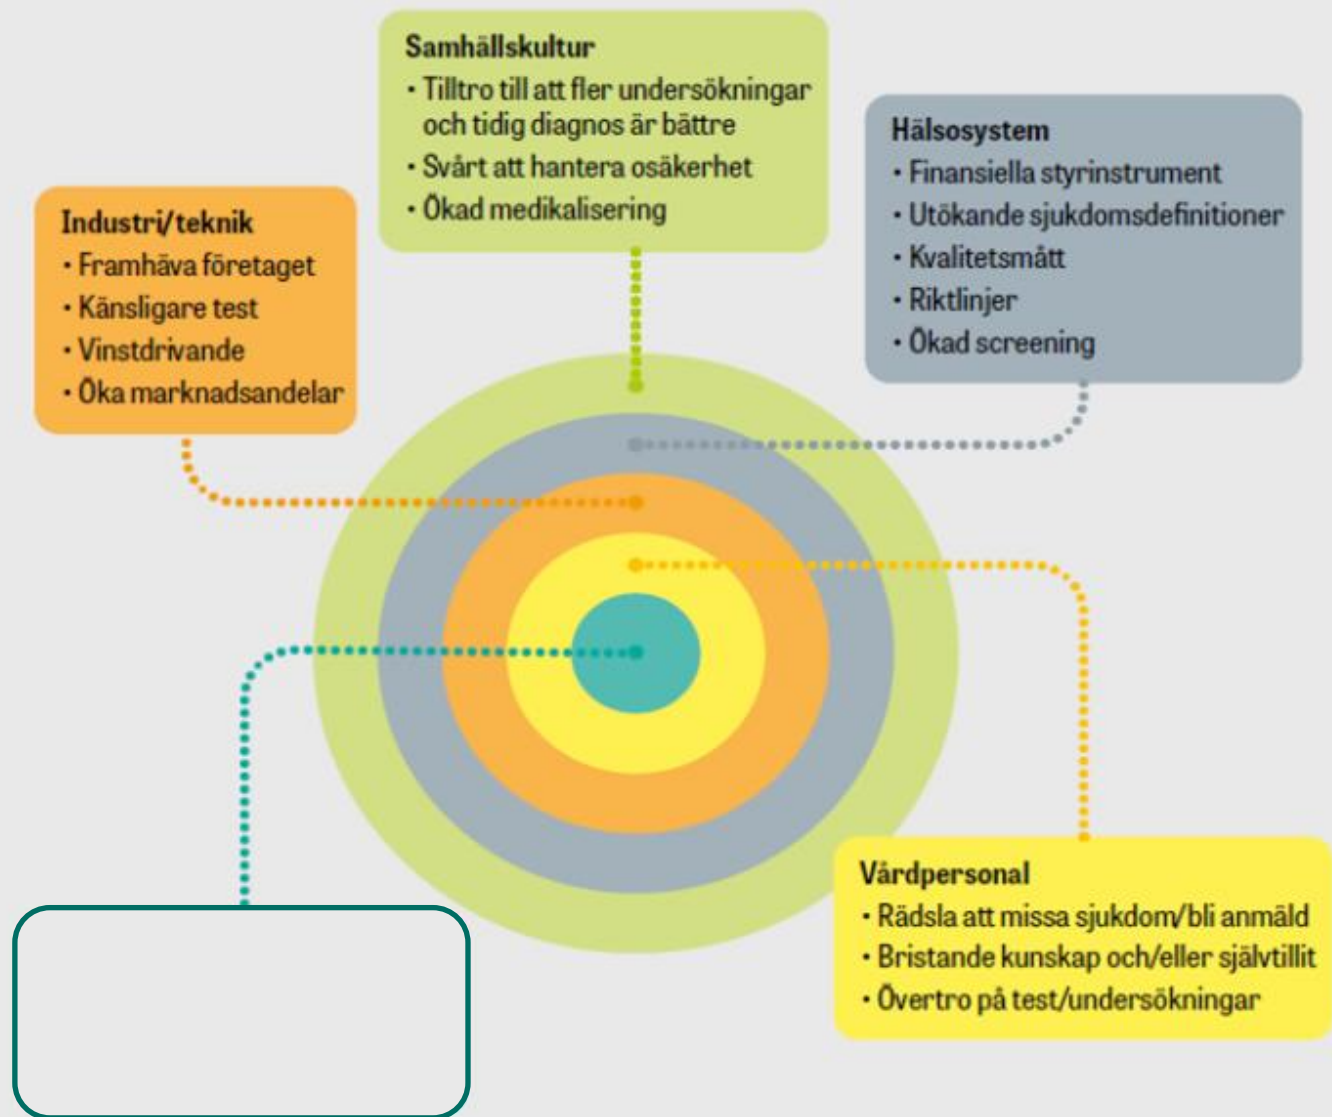 Samhällskultur
• Tilltro till att fler undersökningar
och tidig diagnos är bättre
• Svårt att hantera osäkerhet
• Ökad medikalisering
Hälsosystem
• Finansiella styrinstrument
• Utökande sjukdomsdefinitioner
• Kvalitetsmått
• Riktlinjer
• Ökad screening
Industri/teknik
• Framhäva företaget
• Känsligare test
• Vinstdrivande
• Öka marknadsandelar
Vårdpersonal
• Rädsla att missa sjukdom/bli anmäld
• Bristande kunskap och/eller självtillit
• Övertro på test/undersökningar